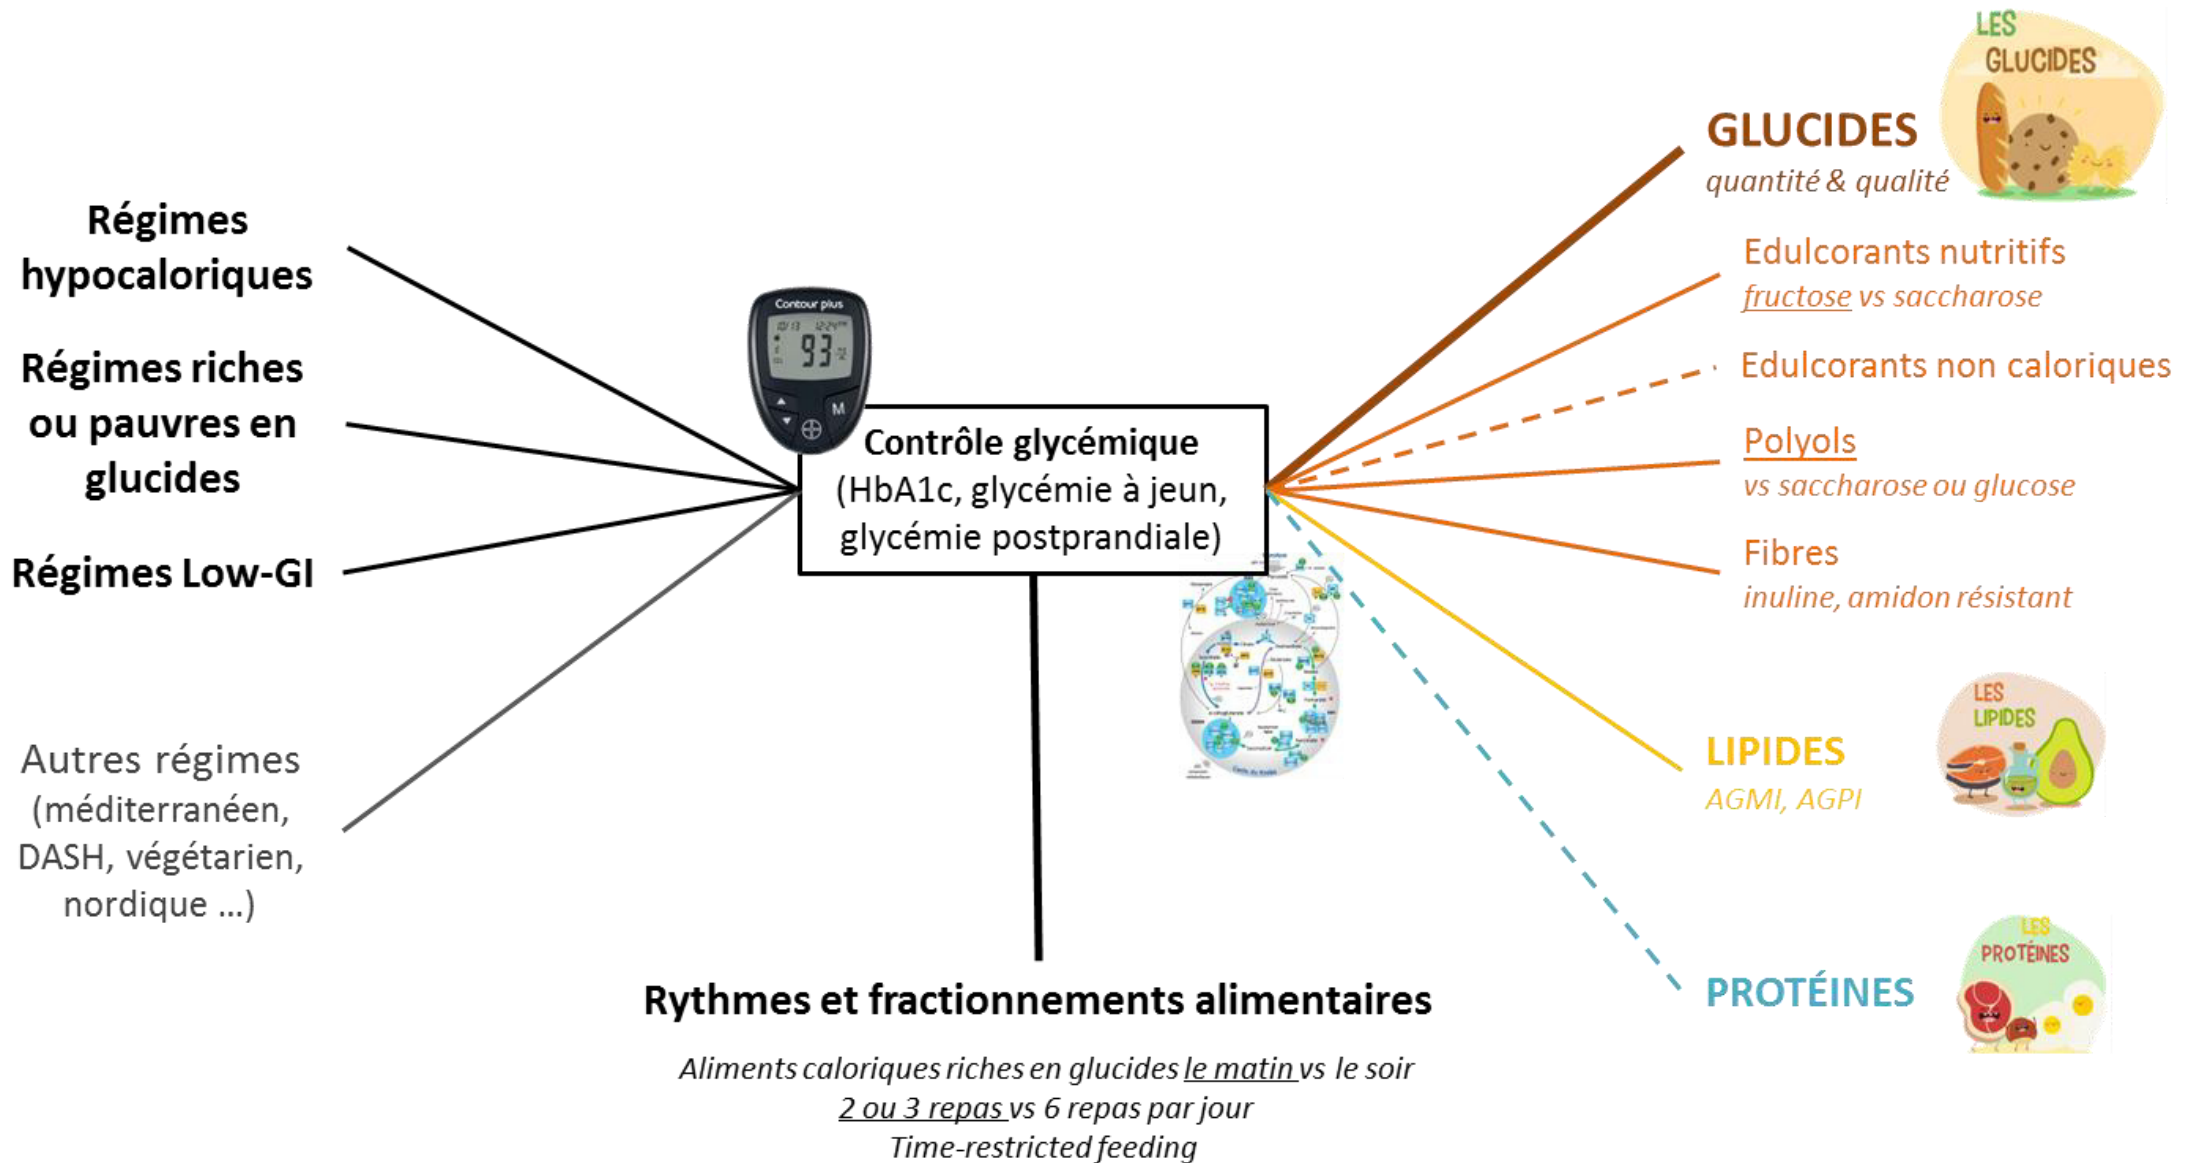 Régimes
hypocaloriques
Régimes riches
ou pauvres en
glucides
Régimes Low-GI
Autres régimes
(méditerranéen,
DASH, végétarien,
nordique ...)
Contour plus
10/13 12:24
93
M
Contrôle glycémique
(HbA1c, glycémie à jeun,
glycémie postprandiale)
Rythmes et fractionnements alimentaires
Aliments caloriques riches en glucides le matin vs le soir
2 ou 3 repas vs 6 repas par jour
Time-restricted feeding
LES
GLUCIDES
GLUCIDES
quantité & qualité
Edulcorants nutritifs
fructose vs saccharose
Edulcorants non caloriques
Polyols
vs saccharose ou glucose
Fibres
inuline, amidon résistant
LES
LIPIDES
LIPIDES
AGMI, AGPI
LES
PROTÉINES
PROTÉINES